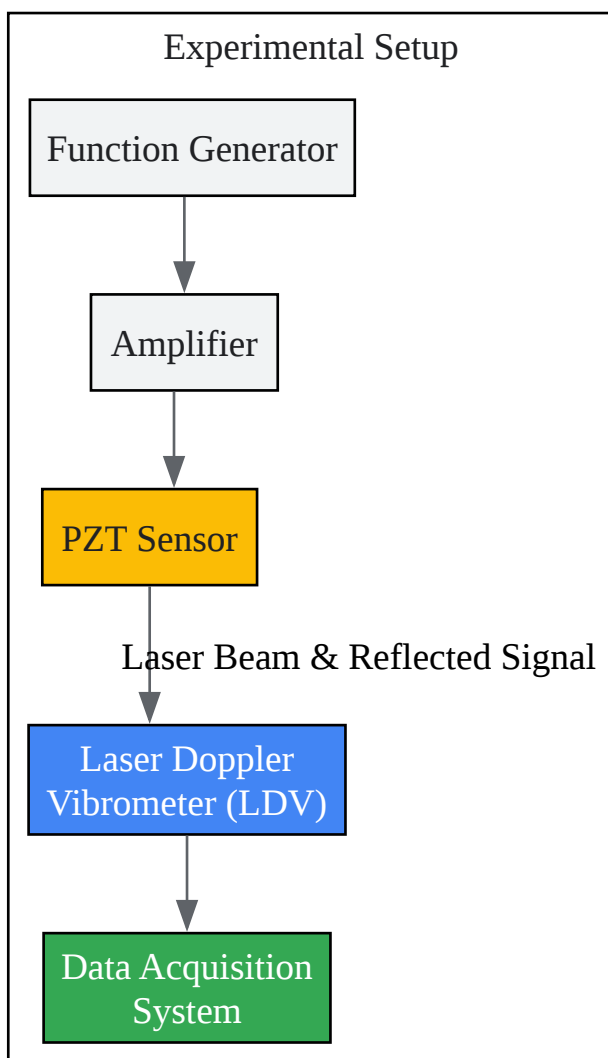 Experimental Setup
Function Generator
Amplifier
PZT Sensor
Laser Beam & Reflected Signal
Laser Doppler
Vibrometer (LDV)
Data Acquisition
System